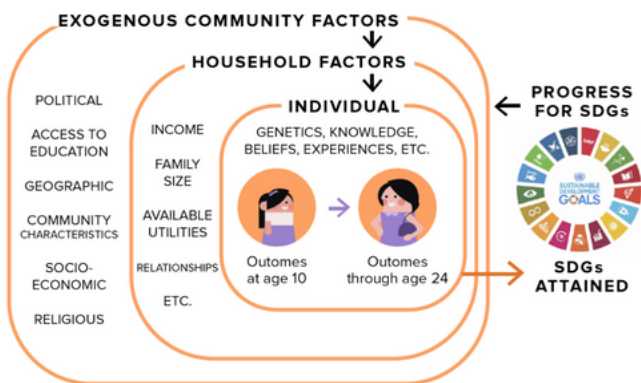 EXOGENOUS COMMUNITY FACTORS
HOUSEHOLD FACTORS
INDIVIDUAL
GENETICS, KNOWLEDGE,
BELIEFS, EXPERIENCES, ETC.
POLITICAL
ACCESS TO
EDUCATION
GEOGRAPHIC
COMMUNITY
CHARACTERISTICS
SOCIO-
ECONOMIC
RELIGIOUS
INCOME
FAMILY
SIZE
AVAILABLE
UTILITIES
RELATIONSHIPS
ETC.
Outomes
at age 10
Outomes
through age 24
PROGRESS
FOR SDGs
SUSTAINABLE
DEVELOPMENT
GOALS
SDGs
ATTAINED